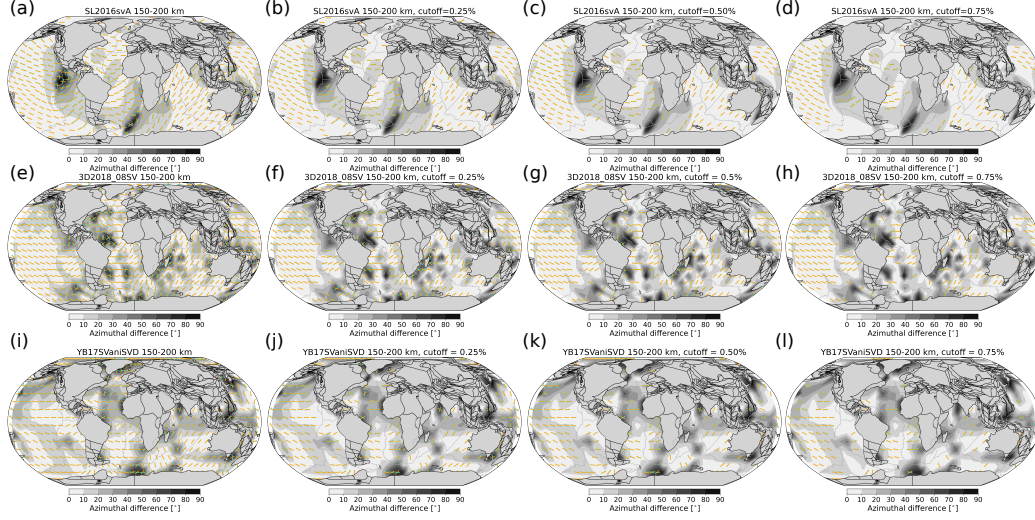 (a) (b) (c) (d)
SL2016svA 150-200 km SL2016svA 150-200 km, cutoff=0.25% SL2016svA 150-200 km, cutoff=0.50% SL2016svA 150-200 km, cutoff=0.75%
0 10 20 30 40 50 60 70 80 90 0 10 20 30 40 50 60 70 80 90 0 10 20 30 40 50 60 70 80 90 0 10 20 30 40 50 60 70 80 90
Azimuthal difference [°] Azimuthal difference [°] Azimuthal difference [°] Azimuthal difference [°]
(e) (f) (g) (h)
3D2018_08SV 150-200 km 3D2018_08SV 150-200 km, cutoff = 0.25% 3D2018_08SV 150-200 km, cutoff = 0.5% 3D2018_08SV 150-200 km, cutoff = 0.75%
0 10 20 30 40 50 60 70 80 90 0 10 20 30 40 50 60 70 80 90 0 10 20 30 40 50 60 70 80 90 0 10 20 30 40 50 60 70 80 90
Azimuthal difference [°] Azimuthal difference [°] Azimuthal difference [°] Azimuthal difference [°]
(i) (j) (k) (l)
YB17SVaniSVD 150-200 km YB17SVaniSVD 150-200 km, cutoff = 0.25% YB17SVaniSVD 150-200 km, cutoff = 0.50% YB17SVaniSVD 150-200 km, cutoff = 0.75%
0 10 20 30 40 50 60 70 80 90 0 10 20 30 40 50 60 70 80 90 0 10 20 30 40 50 60 70 80 90 0 10 20 30 40 50 60 70 80 90
Azimuthal difference [°] Azimuthal difference [°] Azimuthal difference [°] Azimuthal difference [°]